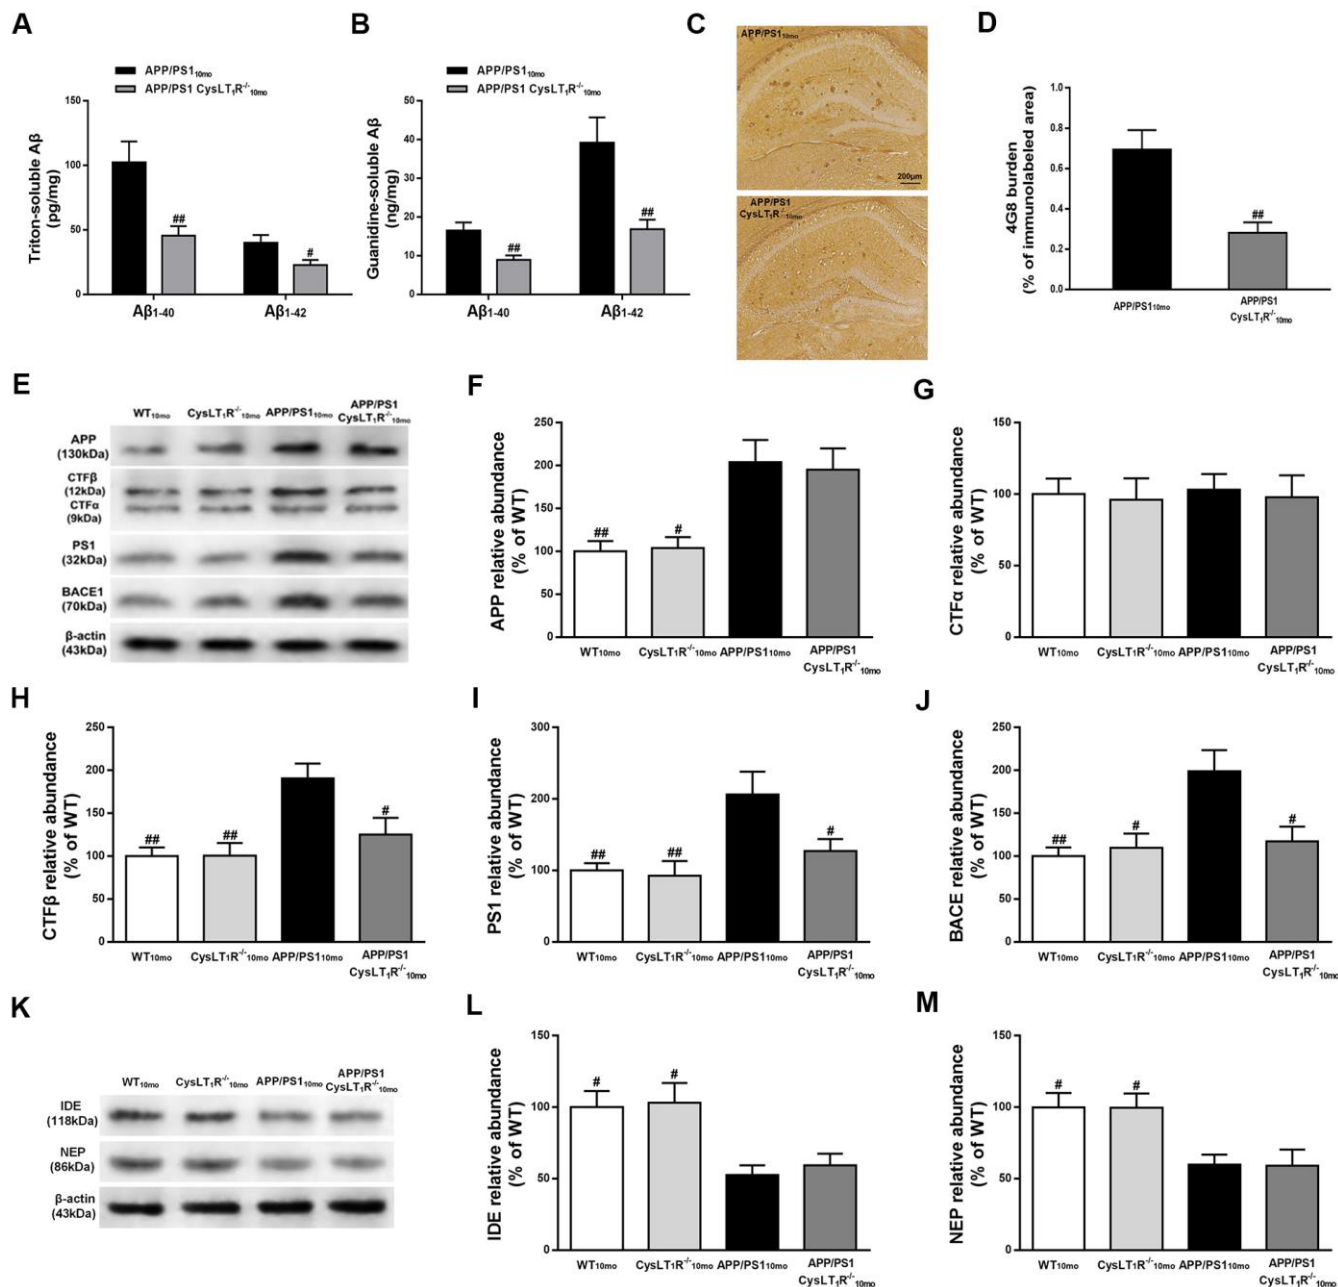 A
APP/PS1₁₀mo
APP/PS1 CysLT₁R⁻/⁻₁₀mo
Triton-soluble Aβ
(pg/mg)
150
100
50
0
Aβ₁₋₄₀
Aβ₁₋₄₂
##
#
B
APP/PS1₁₀mo
APP/PS1 CysLT₁R⁻/⁻₁₀mo
Guanidine-soluble Aβ
(ng/mg)
50
40
30
20
10
0
Aβ₁₋₄₀
Aβ₁₋₄₂
##
##
C
APP/PS1₁₀mo
200μm
APP/PS1
CysLT₁R⁻/⁻₁₀mo
D
4G8 burden
(% of immunolabeled area)
1.0
0.8
0.6
0.4
0.2
0.0
##
APP/PS1₁₀mo
APP/PS1
CysLT₁R⁻/⁻₁₀mo
E
WT₁₀mo CysLT₁R⁻/⁻₁₀mo APP/PS1₁₀mo APP/PS1
CysLT₁R⁻/⁻₁₀mo
APP
(130kDa)
CTFβ
(12kDa)
CTFα
(9kDa)
PS1
(32kDa)
BACE1
(70kDa)
β-actin
(43kDa)
F
APP relative abundance
(% of WT)
250
200
150
100
50
0
##
#
WT₁₀mo CysLT₁R⁻/⁻₁₀mo APP/PS1₁₀mo APP/PS1
CysLT₁R⁻/⁻₁₀mo
G
CTFα relative abundance
(% of WT)
150
100
50
0
WT₁₀mo CysLT₁R⁻/⁻₁₀mo APP/PS1₁₀mo APP/PS1
CysLT₁R⁻/⁻₁₀mo
H
CTFβ relative abundance
(% of WT)
250
200
150
100
50
0
##
##
#
WT₁₀mo CysLT₁R⁻/⁻₁₀mo APP/PS1₁₀mo APP/PS1
CysLT₁R⁻/⁻₁₀mo
I
PS1 relative abundance
(% of WT)
300
200
100
0
##
##
#
WT₁₀mo CysLT₁R⁻/⁻₁₀mo APP/PS1₁₀mo APP/PS1
CysLT₁R⁻/⁻₁₀mo
J
BACE relative abundance
(% of WT)
250
200
150
100
50
0
##
#
#
WT₁₀mo CysLT₁R⁻/⁻₁₀mo APP/PS1₁₀mo APP/PS1
CysLT₁R⁻/⁻₁₀mo
K
WT₁₀mo CysLT₁R⁻/⁻₁₀mo APP/PS1₁₀mo APP/PS1
CysLT₁R⁻/⁻₁₀mo
IDE
(118kDa)
NEP
(86kDa)
β-actin
(43kDa)
L
IDE relative abundance
(% of WT)
150
100
50
0
#
#
WT₁₀mo CysLT₁R⁻/⁻₁₀mo APP/PS1₁₀mo APP/PS1
CysLT₁R⁻/⁻₁₀mo
M
NEP relative abundance
(% of WT)
150
100
50
0
#
#
WT₁₀mo CysLT₁R⁻/⁻₁₀mo APP/PS1₁₀mo APP/PS1
CysLT₁R⁻/⁻₁₀mo